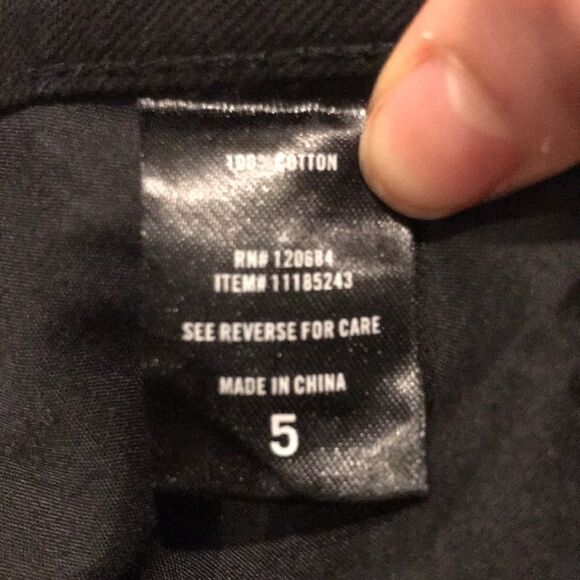 100% COTTON
RN# 120684
ITEM# 11185243
SEE REVERSE FOR CARE
MADE IN CHINA
5